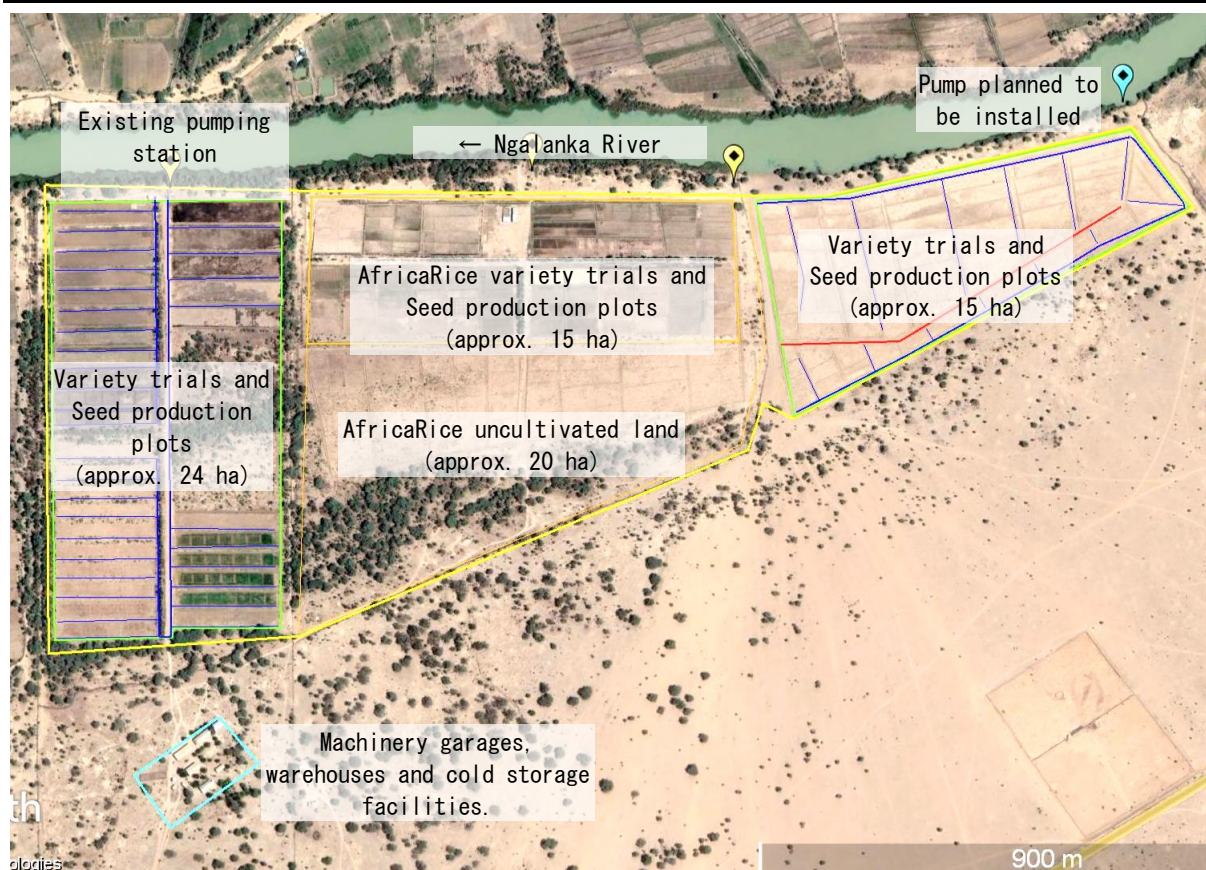 Existing pumping
station
← Ngalanka River
Pump planned to
be installed
Variety trials and
Seed production
plots
(approx. 24 ha)
AfricaRice variety trials and
Seed production plots
(approx. 15 ha)
Variety trials and
Seed production plots
(approx. 15 ha)
AfricaRice uncultivated land
(approx. 20 ha)
Machinery garages,
warehouses and cold storage
facilities.
th
ologies
900 m